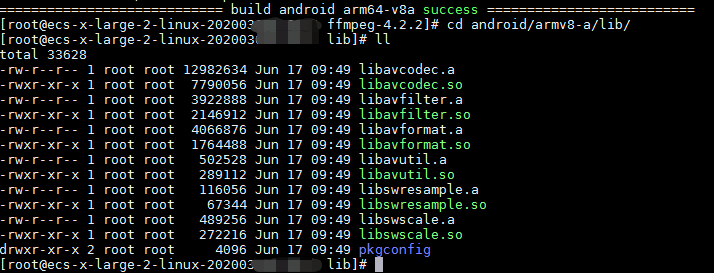 ============================ build android arm64-v8a success ==========================
[root@ecs-x-large-2-linux-202003 ffmpeg-4.2.2]# cd android/armv8-a/lib/
[root@ecs-x-large-2-linux-202003 lib]# ll
total 33628
-rw-r--r-- 1 root root 12982634 Jun 17 09:49 libavcodec.a
-rwxr-xr-x 1 root root  7790056 Jun 17 09:49 libavcodec.so
-rw-r--r-- 1 root root  3922888 Jun 17 09:49 libavfilter.a
-rwxr-xr-x 1 root root  2146912 Jun 17 09:49 libavfilter.so
-rw-r--r-- 1 root root  4066876 Jun 17 09:49 libavformat.a
-rwxr-xr-x 1 root root  1764488 Jun 17 09:49 libavformat.so
-rw-r--r-- 1 root root   502528 Jun 17 09:49 libavutil.a
-rwxr-xr-x 1 root root   289112 Jun 17 09:49 libavutil.so
-rw-r--r-- 1 root root   116056 Jun 17 09:49 libswresample.a
-rwxr-xr-x 1 root root    67344 Jun 17 09:49 libswresample.so
-rw-r--r-- 1 root root   489256 Jun 17 09:49 libswscale.a
-rwxr-xr-x 1 root root   272216 Jun 17 09:49 libswscale.so
drwxr-xr-x 2 root root     4096 Jun 17 09:49 pkgconfig
[root@ecs-x-large-2-linux-202003 lib]#